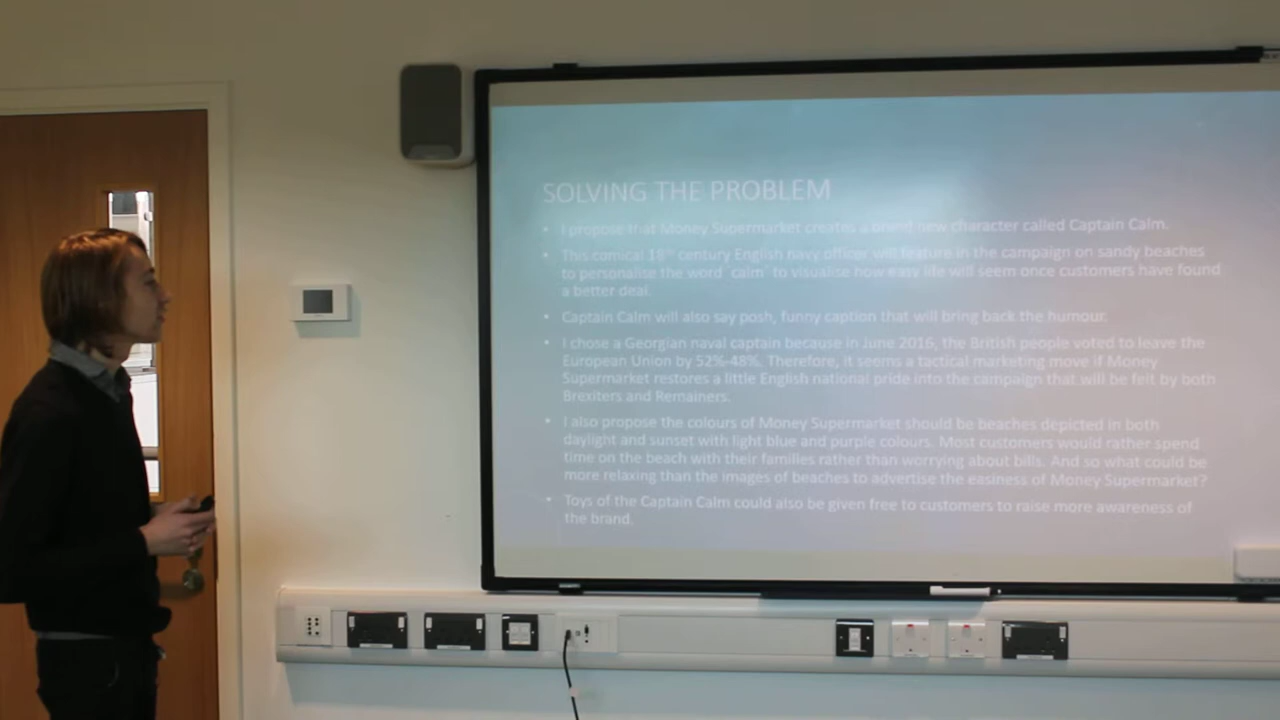 SOLVING THE PROBLEM
• I propose that Money Supermarket creates a brand new character called Captain Calm.
• This comical 18th century English navy officer will feature in the campaign on sandy beaches
to personalise the word 'calm' to visualise how easy life will seem once customers have found
a better deal.
• Captain Calm will also say posh, funny caption that will bring back the humour.
• I chose a Georgian naval captain because in June 2016, the British people voted to leave the
European Union by 52%-48%. Therefore, it seems a tactical marketing move if Money
Supermarket restores a little English national pride into the campaign that will be felt by both
Brexiters and Remainers.
• I also propose the colours of Money Supermarket should be beaches depicted in both
daylight and sunset with light blue and purple colours. Most customers would rather spend
time on the beach with their families rather than worrying about bills. And so what could be
more relaxing than the images of beaches to advertise the easiness of Money Supermarket?
• Toys of the Captain Calm could also be given free to customers to raise more awareness of
the brand.